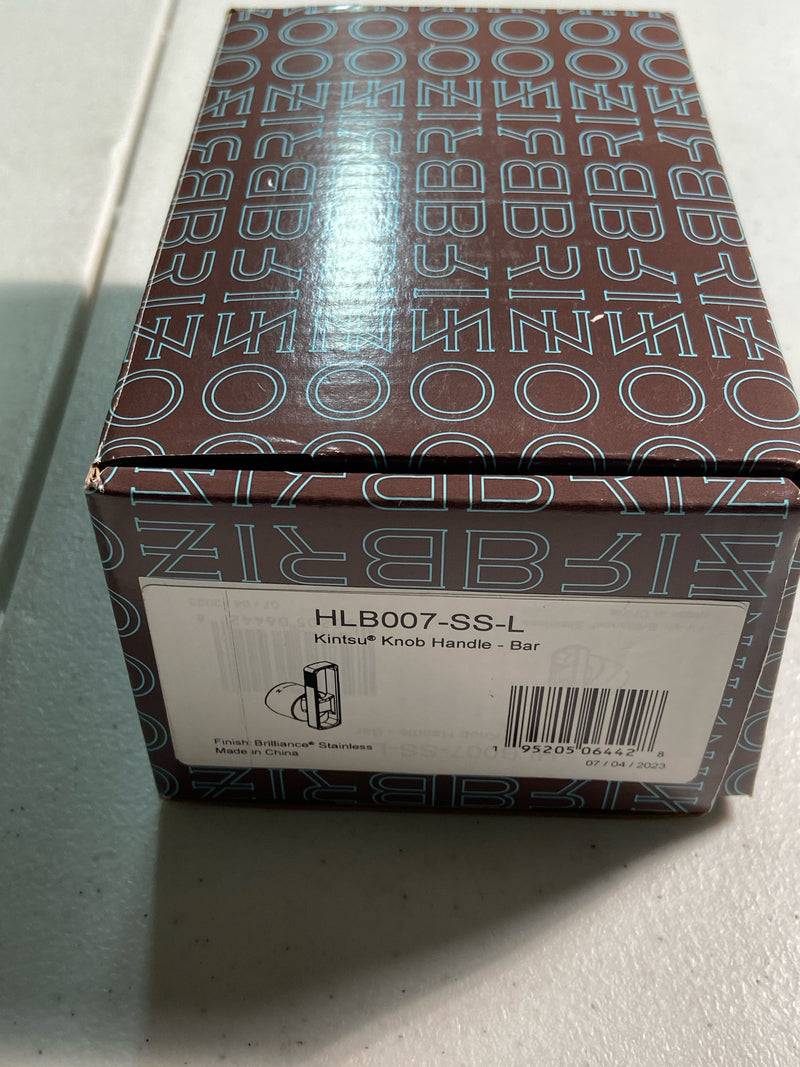 BRIZO
HLB007-SS-L
Kintsu® Knob Handle - Bar
Finish: Brilliance® Stainless
Made in China
1 95205 06442 8
07 / 04 / 2023